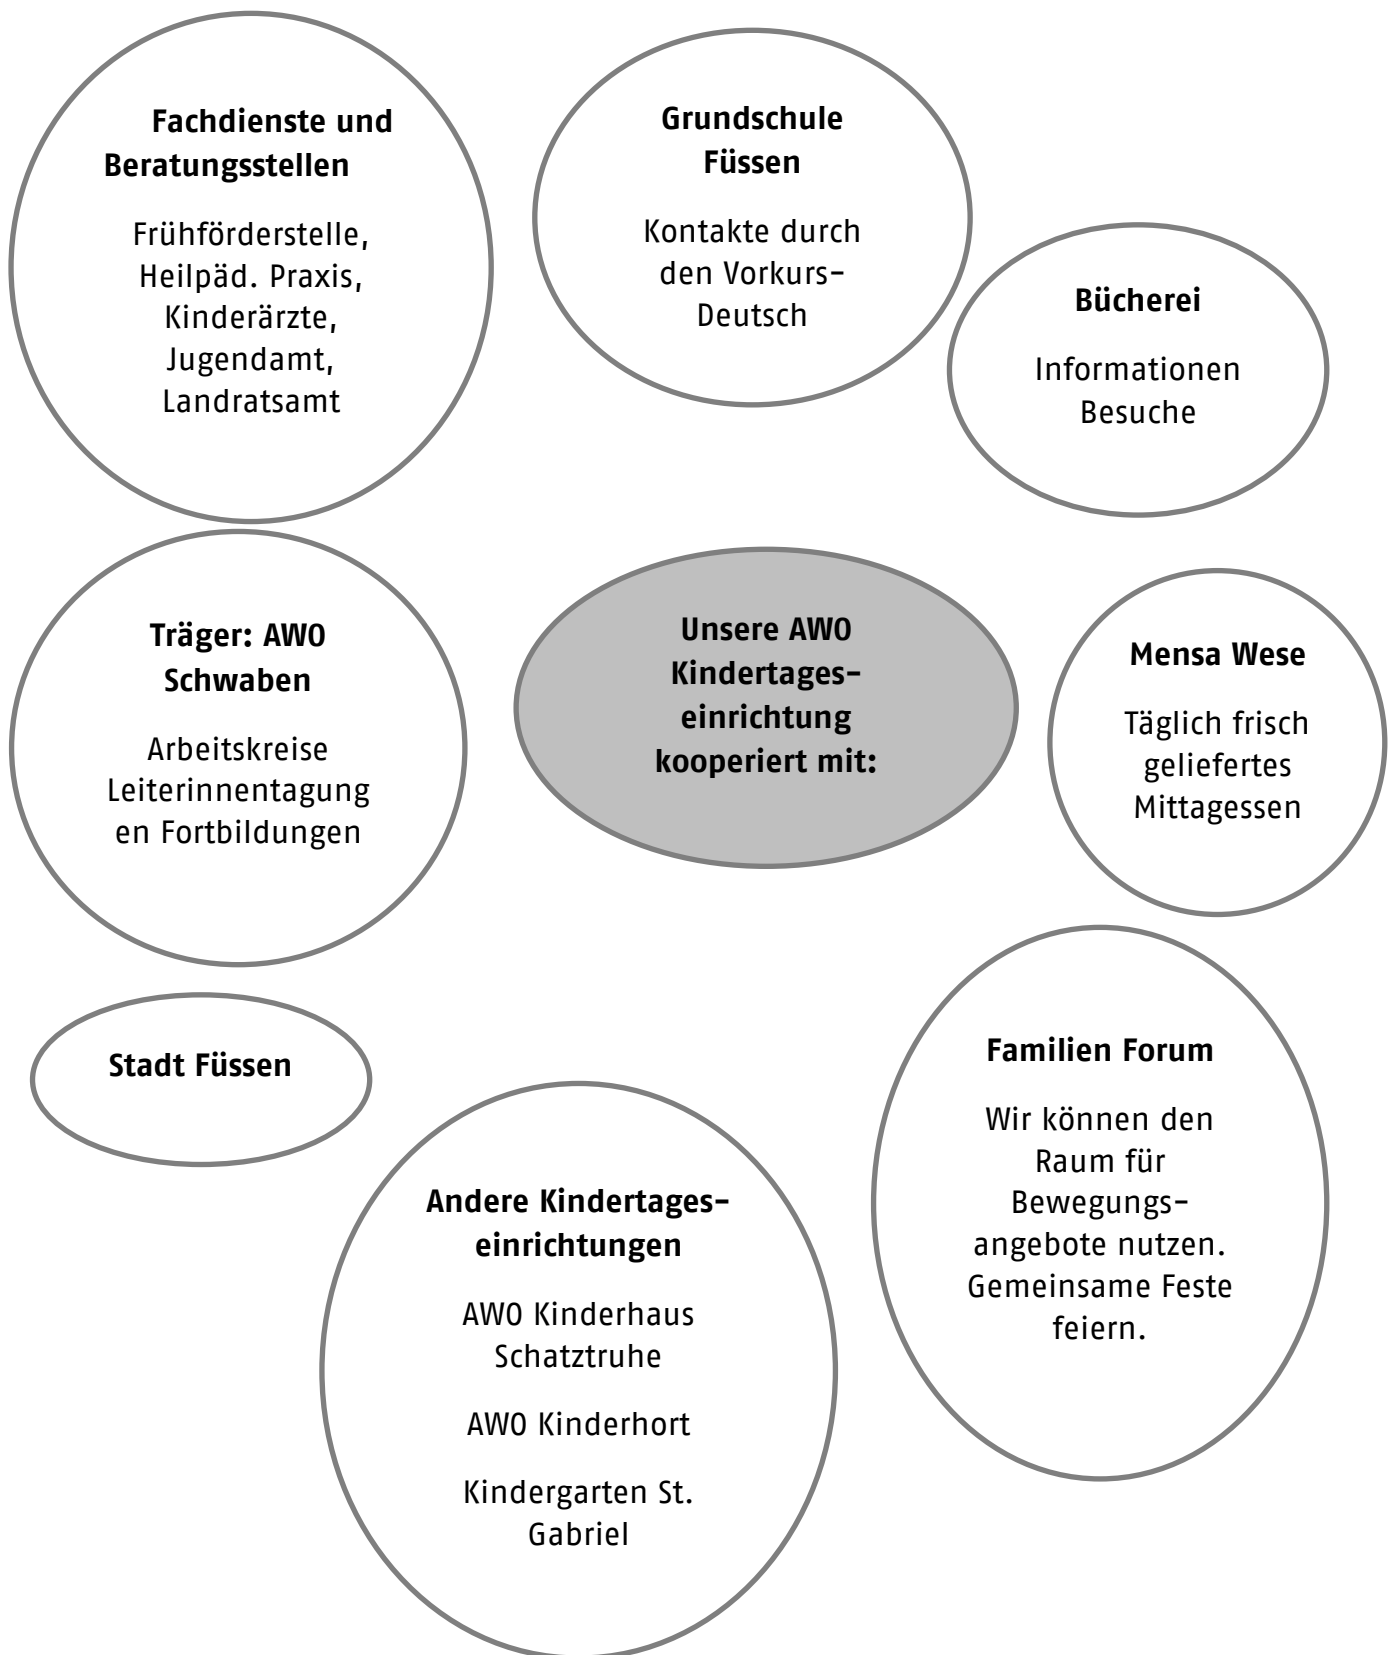 Fachdienste und
Beratungsstellen
Frühförderstelle,
Heilpäd. Praxis,
Kinderärzte,
Jugendamt,
Landratsamt
Grundschule
Füssen
Kontakte durch
den Vorkurs-
Deutsch
Bücherei
Informationen
Besuche
Träger: AWO
Schwaben
Arbeitskreise
Leiterinnentagung
en Fortbildungen
Unsere AWO
Kindertages-
einrichtung
kooperiert mit:
Mensa Wese
Täglich frisch
geliefertes
Mittagessen
Stadt Füssen
Andere Kindertages-
einrichtungen
AWO Kinderhaus
Schatztruhe
AWO Kinderhort
Kindergarten St.
Gabriel
Familien Forum
Wir können den
Raum für
Bewegungs-
angebote nutzen.
Gemeinsame Feste
feiern.